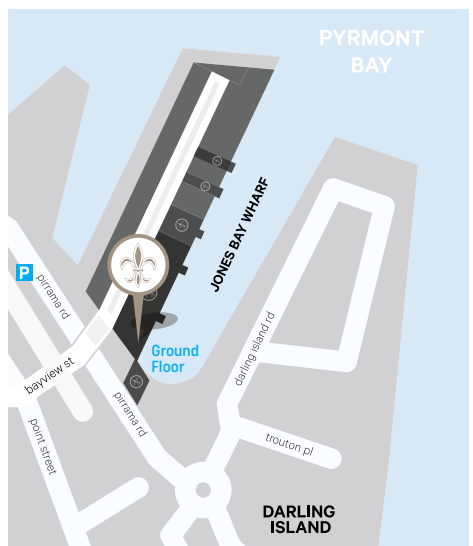 PYRMONT
BAY
JONES BAY WHARF
P
pirrama rd
Ground
Floor
darling island rd
bayview st
pirrama rd
point street
trouton pl
DARLING
ISLAND